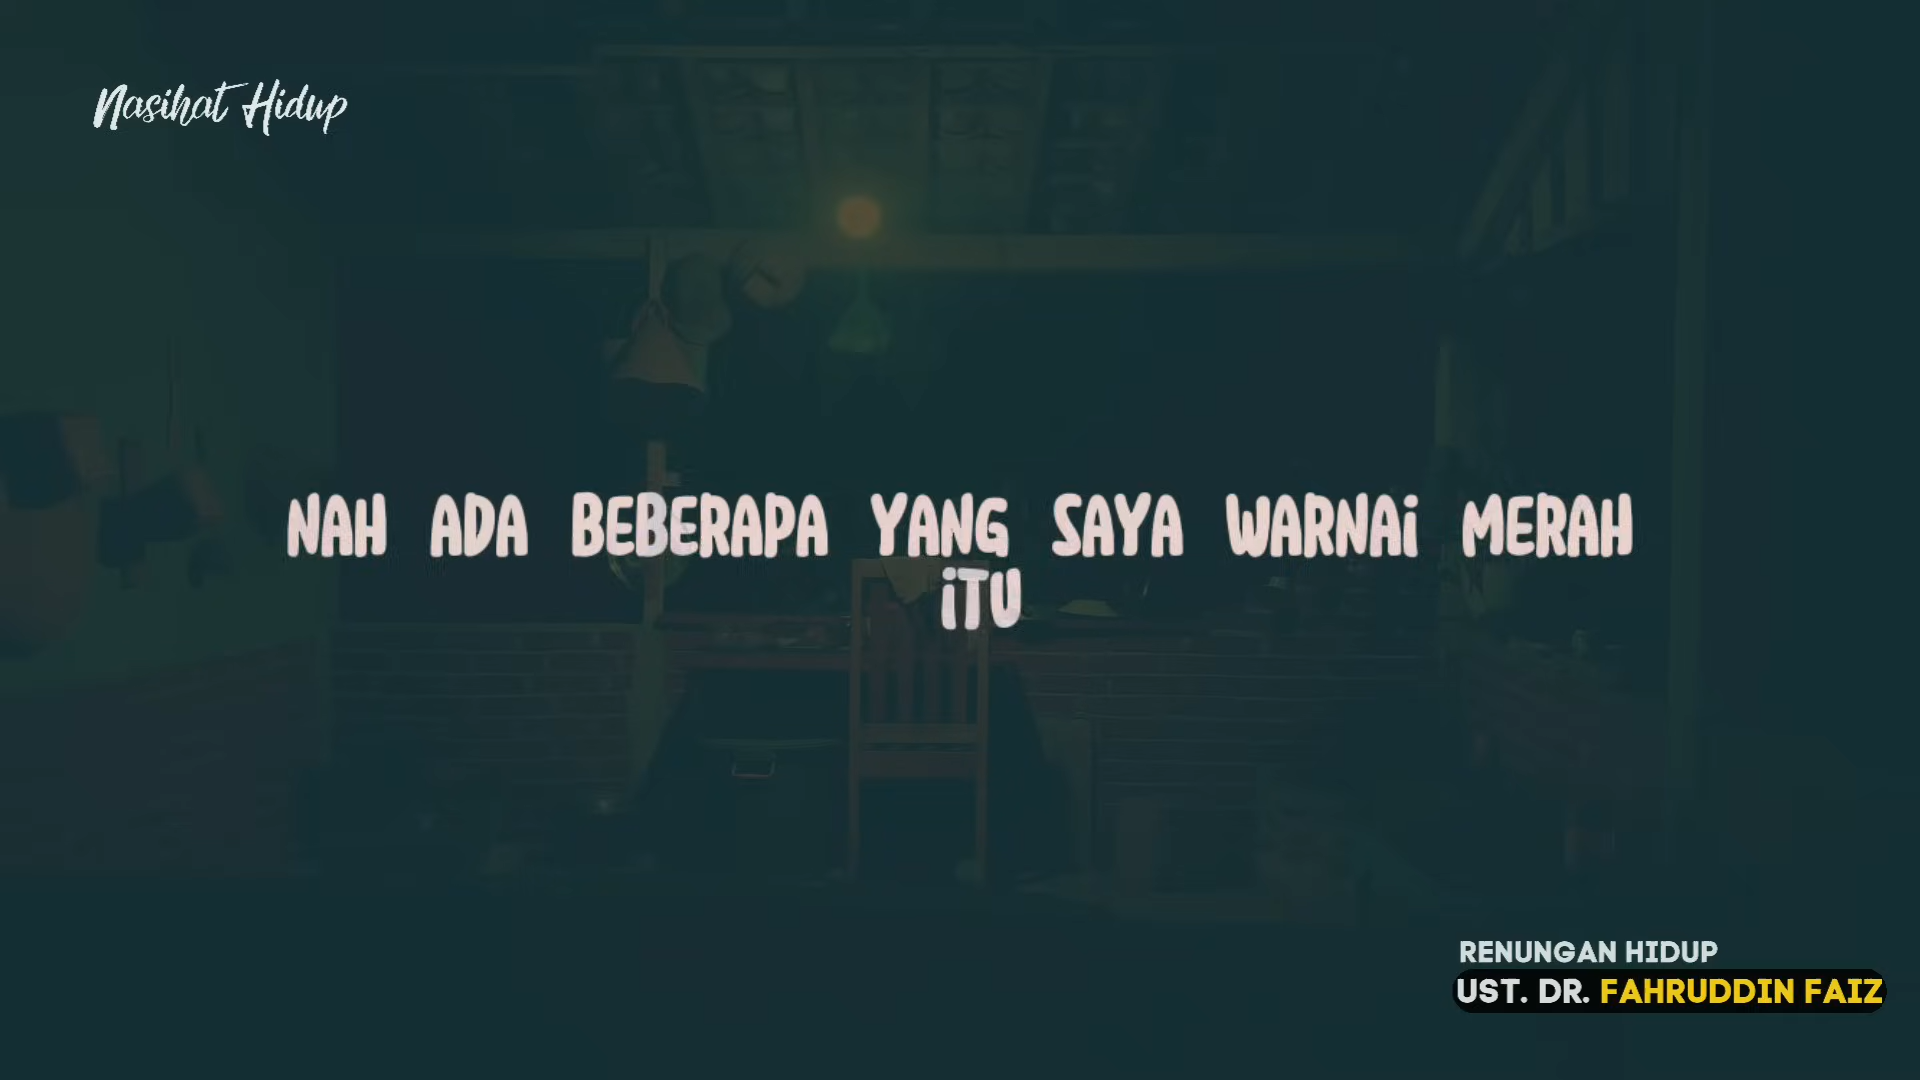 Nasihat Hidup
NAH ADA BEBERAPA YANG SAYA WARNAi MERAH
iTU
RENUNGAN HIDUP
UST. DR. FAHRUDDIN FAIZ